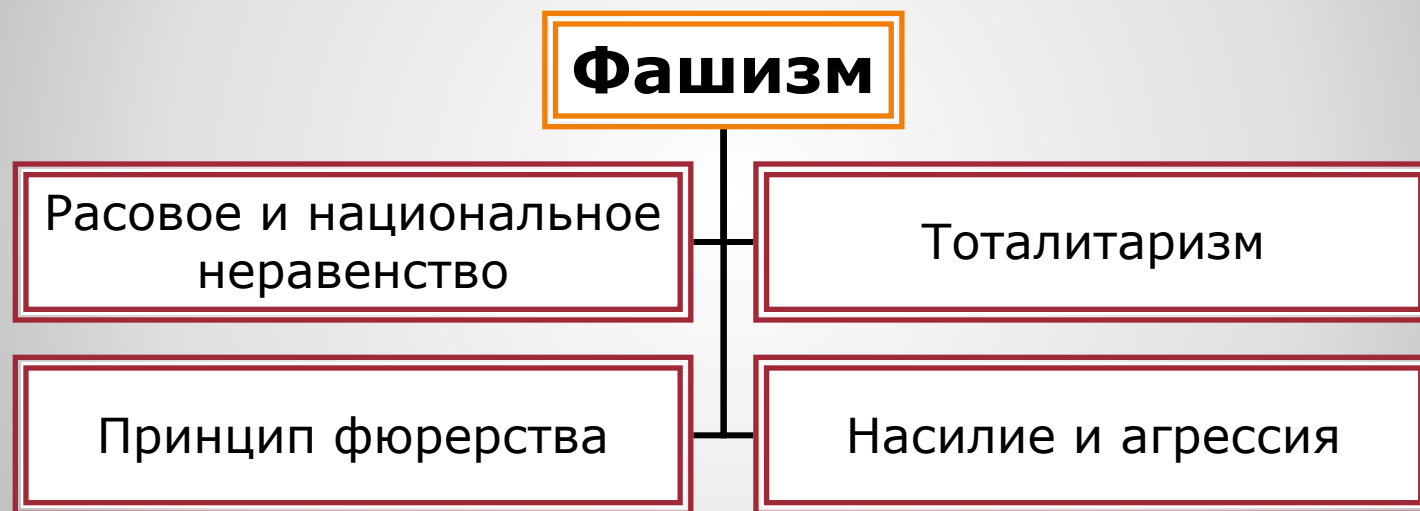 Фашизм
Расовое и национальное
неравенство
Тоталитаризм
Принцип фюрерства
Насилие и агрессия